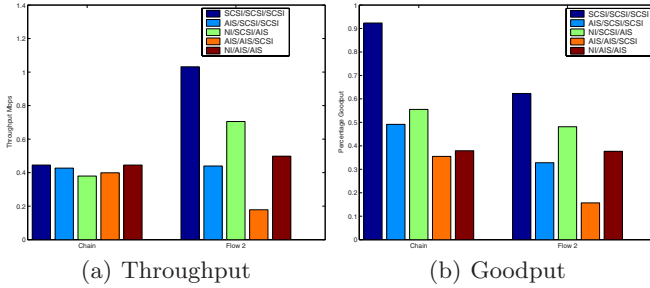 SCSI/SCSI/SCSI
AIS/SCSI/SCSI
NI/SCSI/AIS
AIS/AIS/SCSI
NI/AIS/AIS
Throughput Mbps
1.4
1.2
1
0.8
0.6
0.4
0.2
0
Chain
Flow 2
(a) Throughput
SCSI/SCSI/SCSI
AIS/SCSI/SCSI
NI/SCSI/AIS
AIS/AIS/SCSI
NI/AIS/AIS
Percentage Goodput
1
0.9
0.8
0.7
0.6
0.5
0.4
0.3
0.2
0.1
0
Chain
Flow 2
(b) Goodput